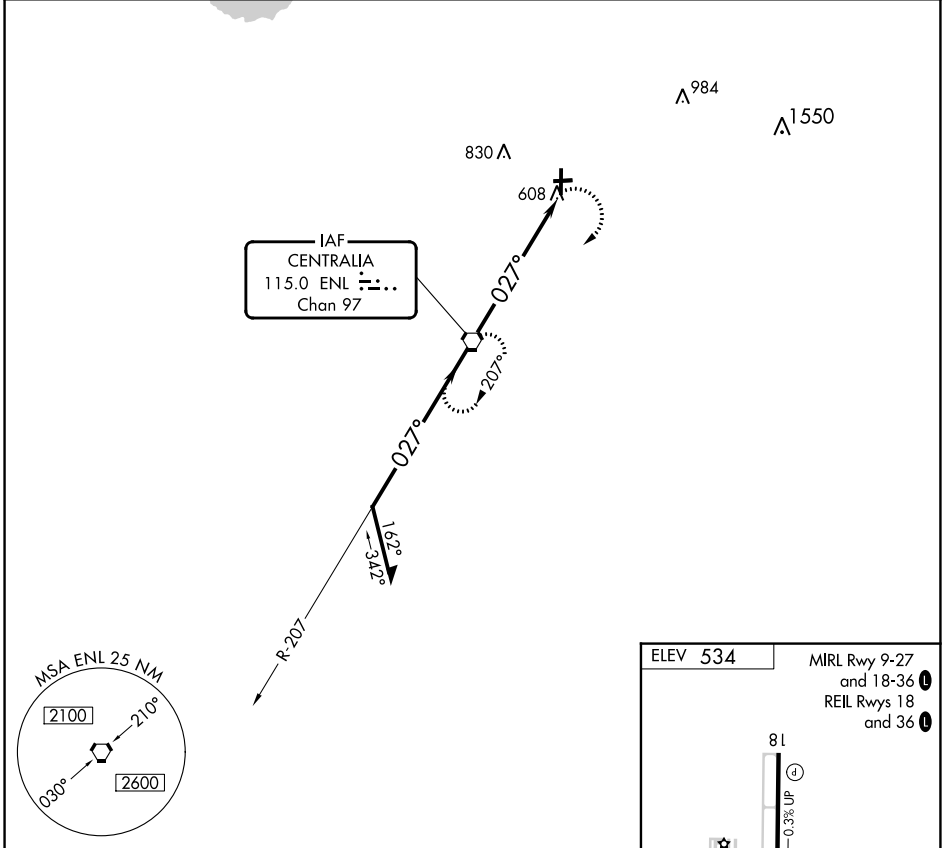 984
1550
830
608
IAF
CENTRALIA
115.0 ENL
Chan 97
027°
207°
027°
162°
342°
R-207
MSA ENL 25 NM
2100
210°
030°
2600
ELEV 534
MIRL Rwy 9-27
and 18-36 L
REIL Rwys 18
and 36 L
18
P
0.3% UP